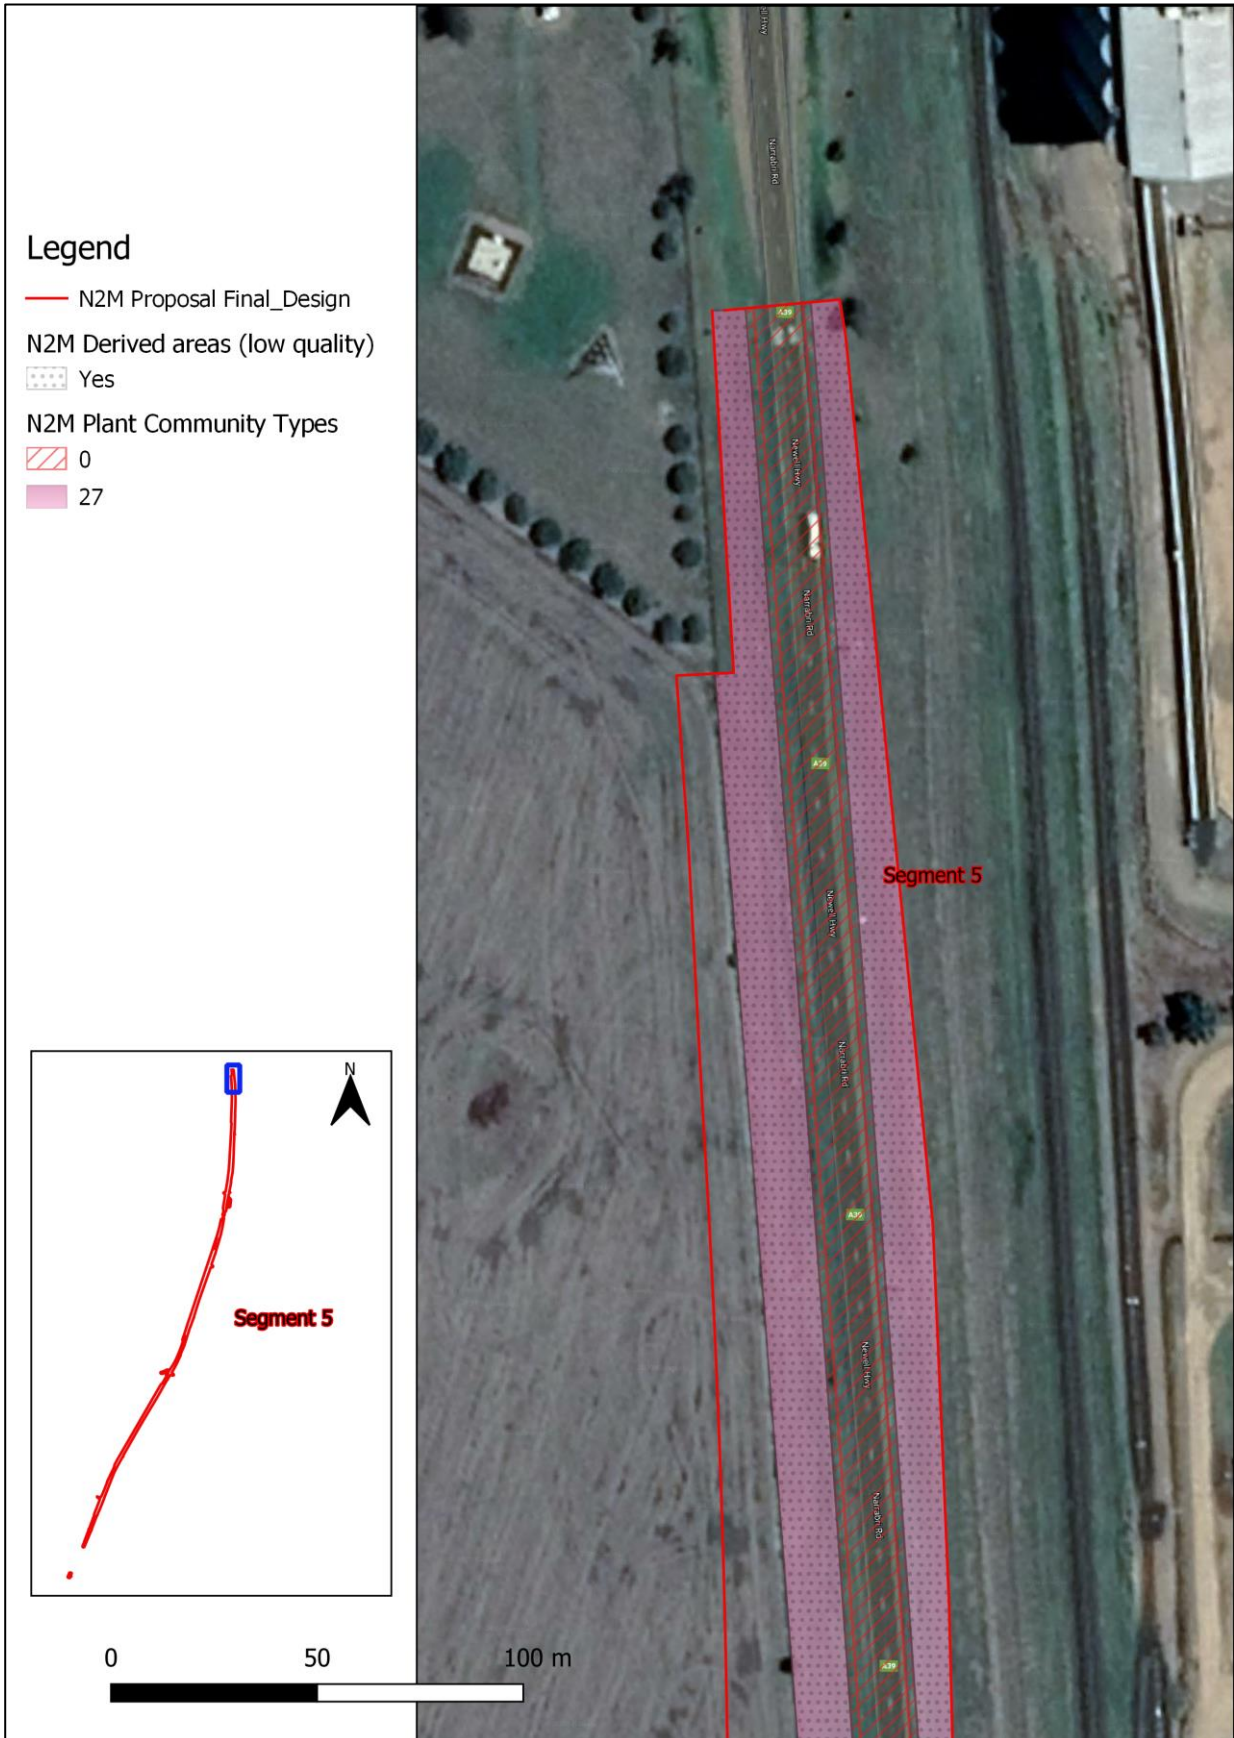 Legend
N2M Proposal Final_Design
N2M Derived areas (low quality)
Yes
N2M Plant Community Types
0
27
N
Segment 5
0 50 100 m
Hwy
Narrabri Rd
A39
Newell Hwy
Narrabri Rd
A39
Segment 5
Newell Hwy
Narrabri Rd
A39
Newell Hwy
Narrabri Rd
A39